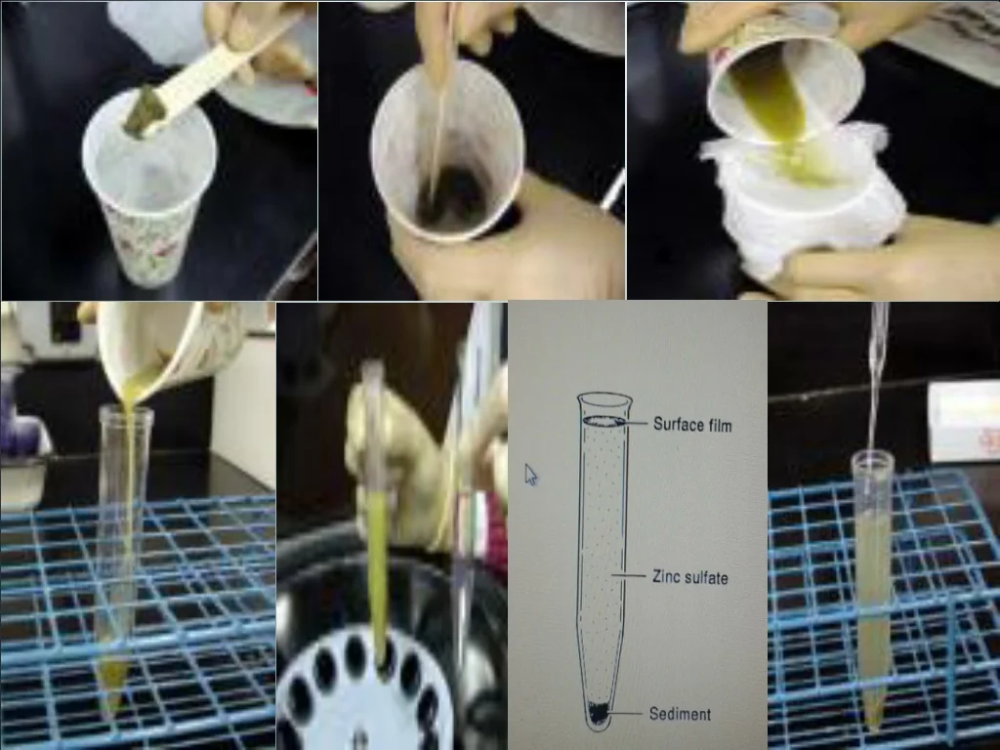 Surface film
Zinc sulfate
Sediment